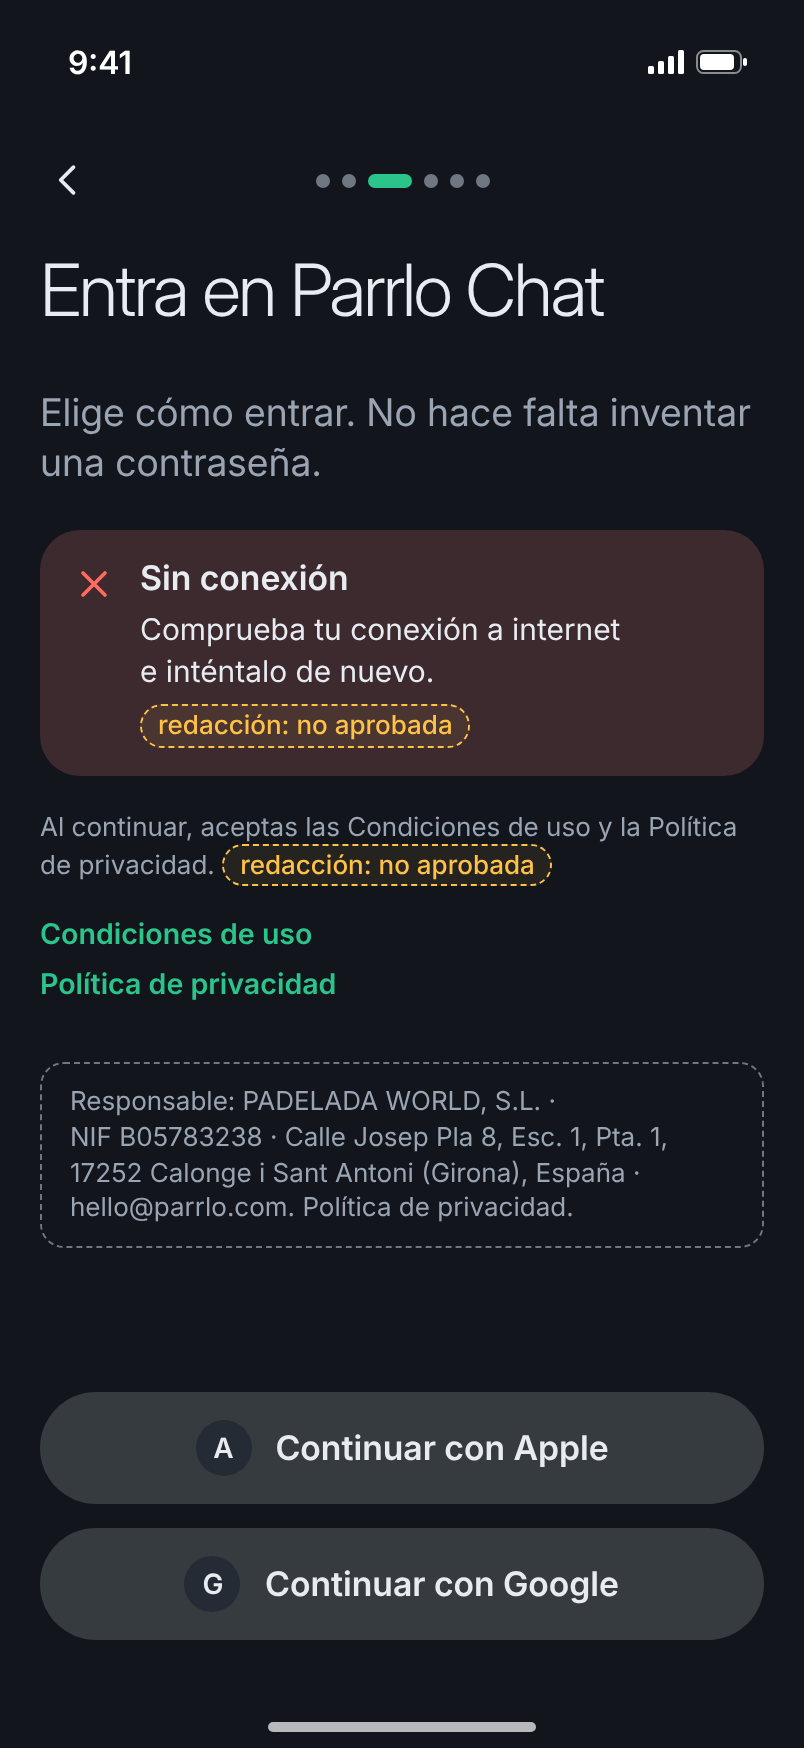 9:41
Entra en Parrlo Chat
Elige cómo entrar. No hace falta inventar
una contraseña.
Sin conexión
Comprueba tu conexión a internet
e inténtalo de nuevo.
redacción: no aprobada
Al continuar, aceptas las Condiciones de uso y la Política
de privacidad. redacción: no aprobada
Condiciones de uso
Política de privacidad
Responsable: PADELADA WORLD, S.L. ·
NIF B05783238 · Calle Josep Pla 8, Esc. 1, Pta. 1,
17252 Calonge i Sant Antoni (Girona), España ·
hello@parrlo.com. Política de privacidad.
A Continuar con Apple
G Continuar con Google